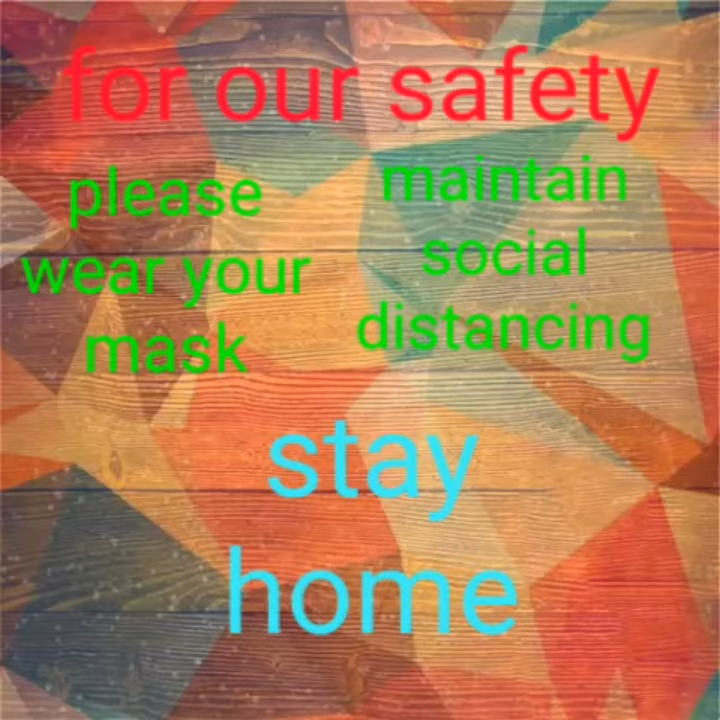 for our safety
please
wear your
mask
maintain
social
distancing
stay
home